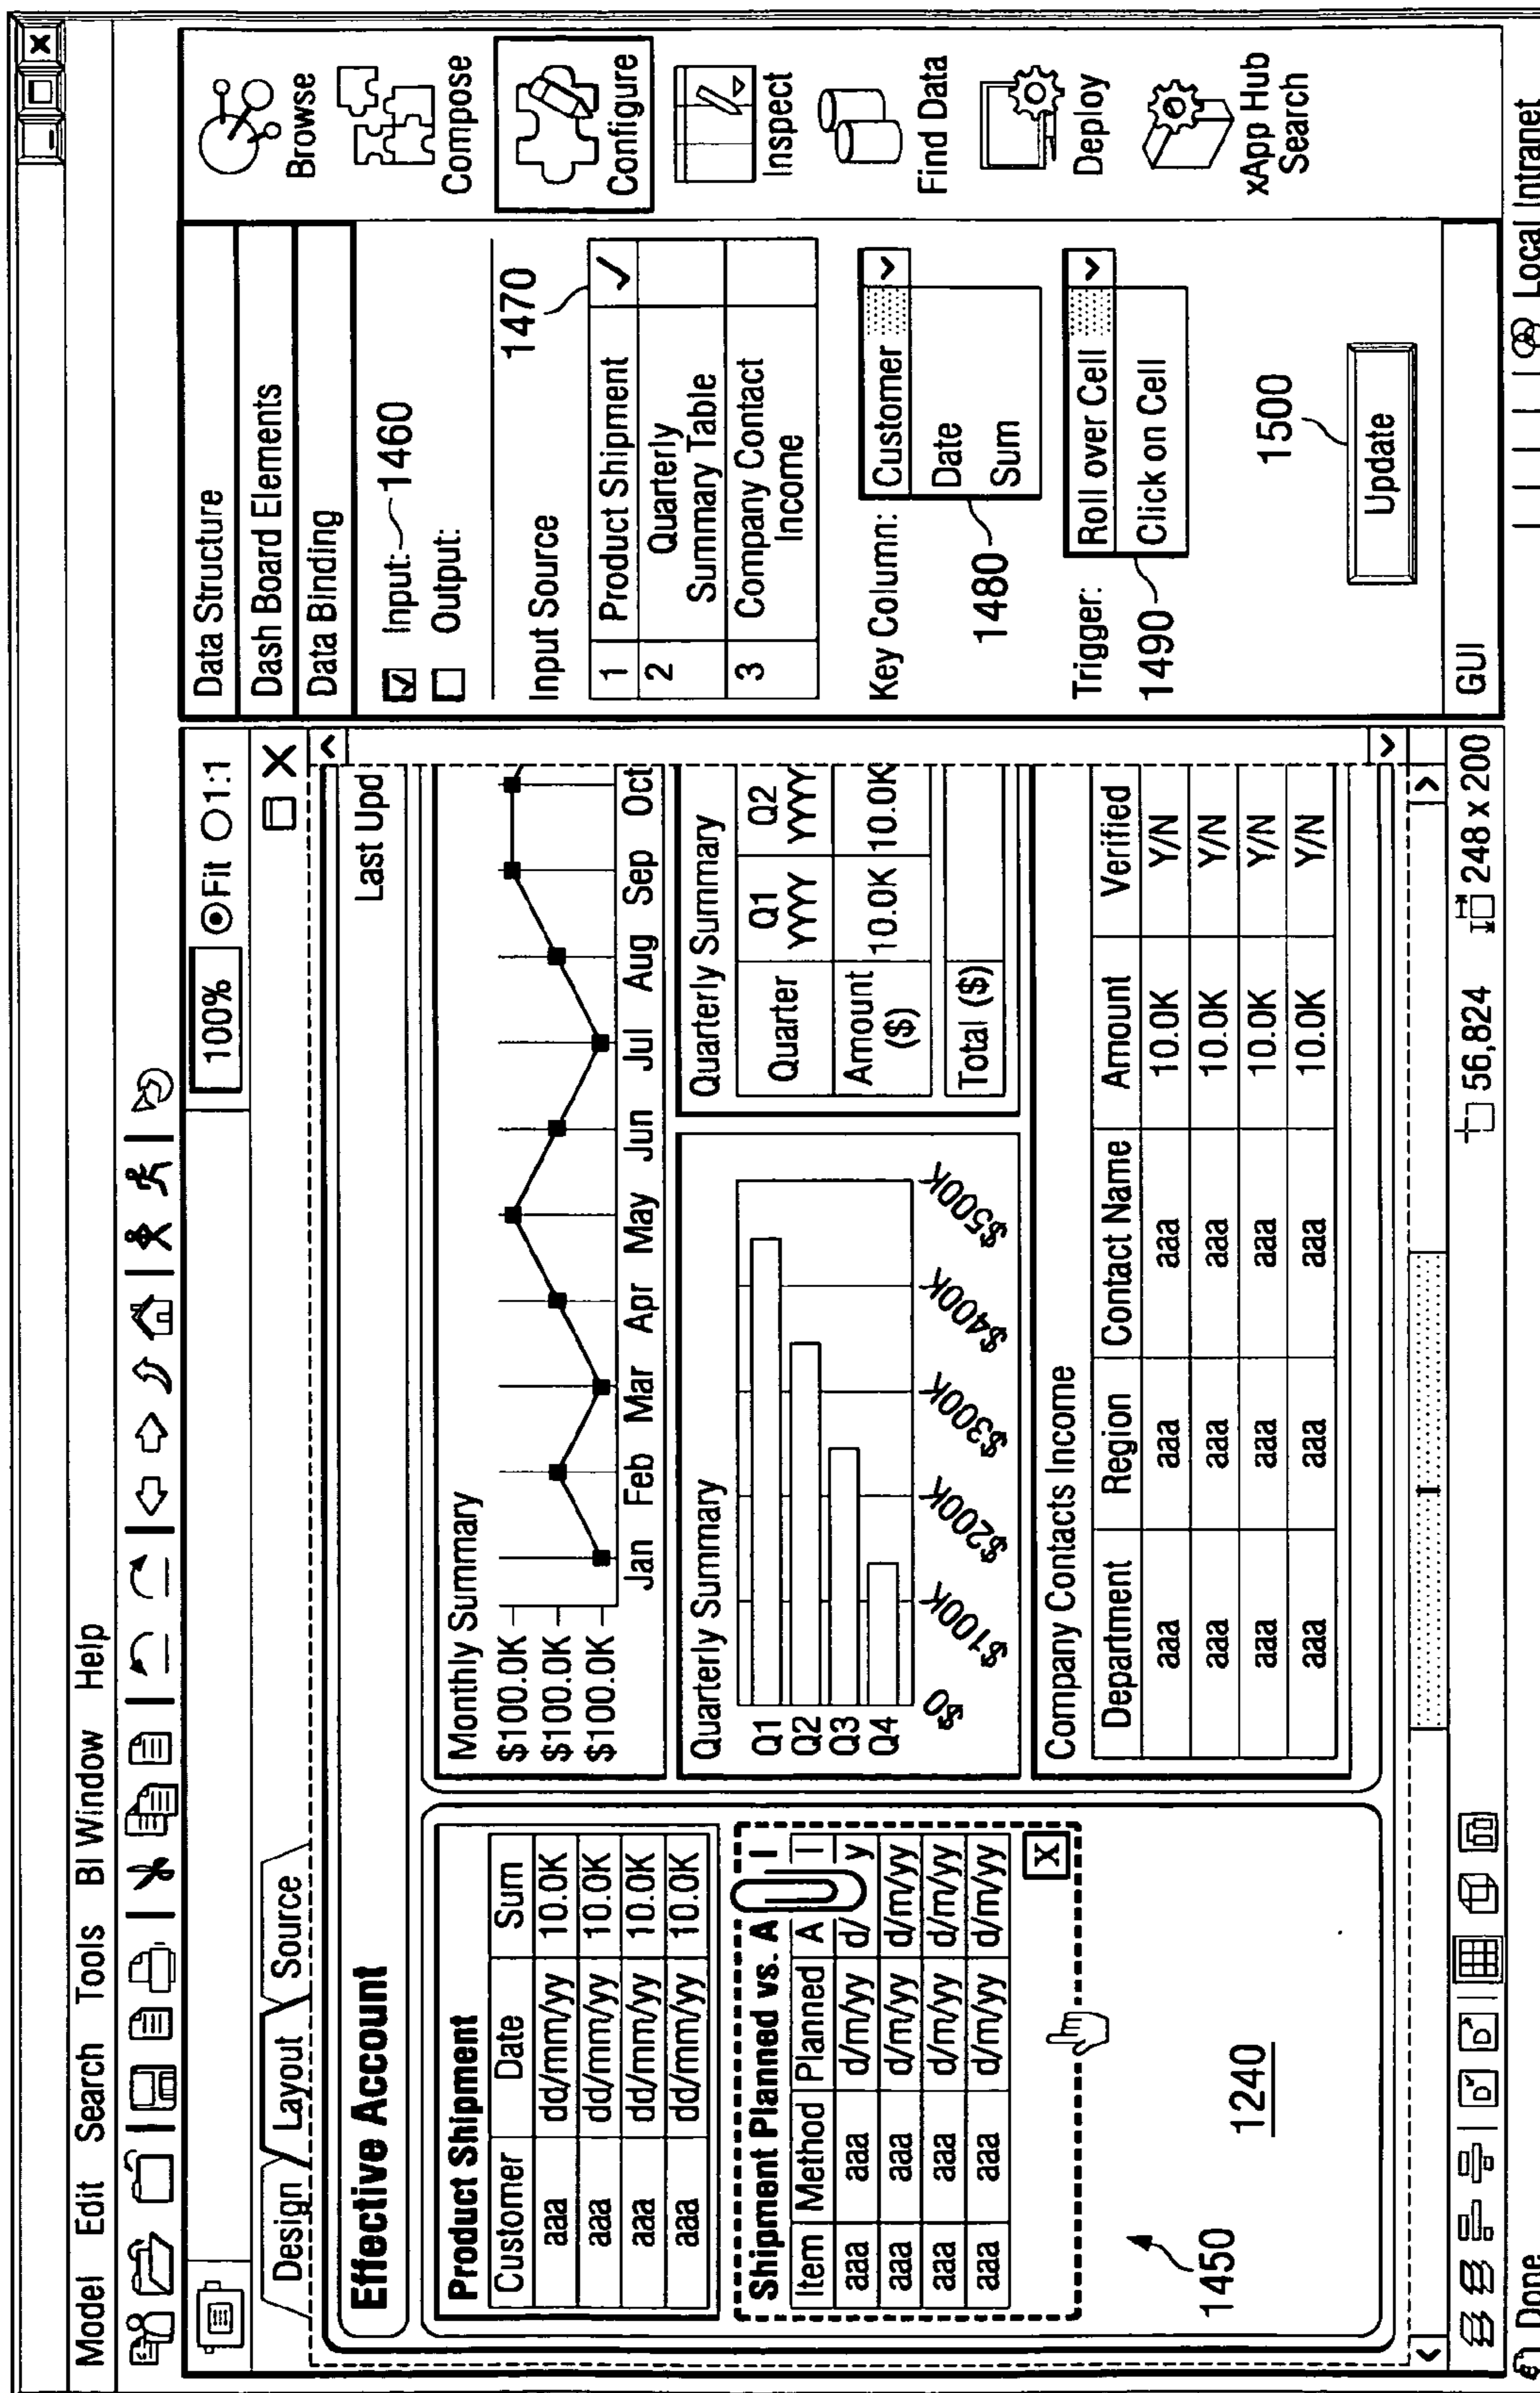 Model Edit Search Tools BI Window Help
100% Fit 1:1
Design Layout Source
Effective Account
Last Upd
Product Shipment
Customer Date Sum
aaa dd/mm/yy 10.0K
aaa dd/mm/yy 10.0K
aaa dd/mm/yy 10.0K
aaa dd/mm/yy 10.0K
Shipment Planned vs. A l
Item Method Planned A l
aaa aaa d/m/yy d/ y
aaa aaa d/m/yy d/m/yy
aaa aaa d/m/yy d/m/yy
aaa aaa d/m/yy d/m/yy
X
1240
1450
Monthly Summary
$100.0K
$100.0K
$100.0K
Jan Feb Mar Apr May Jun Jul Aug Sep Oct
Quarterly Summary
Q1
Q2
Q3
Q4
$0 $100K $200K $300K $400K $500K
Quarterly Summary
Quarter Q1 YYYY Q2 YYYY
Amount ($) 10.0K 10.0K
Total ($)
Company Contacts Income
Department Region Contact Name Amount Verified
aaa aaa aaa 10.0K Y/N
aaa aaa aaa 10.0K Y/N
aaa aaa aaa 10.0K Y/N
aaa aaa aaa 10.0K Y/N
56,824 248 x 200
Data Structure
Dash Board Elements
Data Binding
Input: 1460
Output:
Input Source 1470
1 Product Shipment
2 Quarterly
Summary Table
3 Company Contact
Income
Key Column: Customer
Date
1480 Sum
Trigger: Roll over Cell
1490 Click on Cell
1500
Update
GUI
Browse
Compose
Configure
Inspect
Find Data
Deploy
xApp Hub
Search
Done Local Intranet